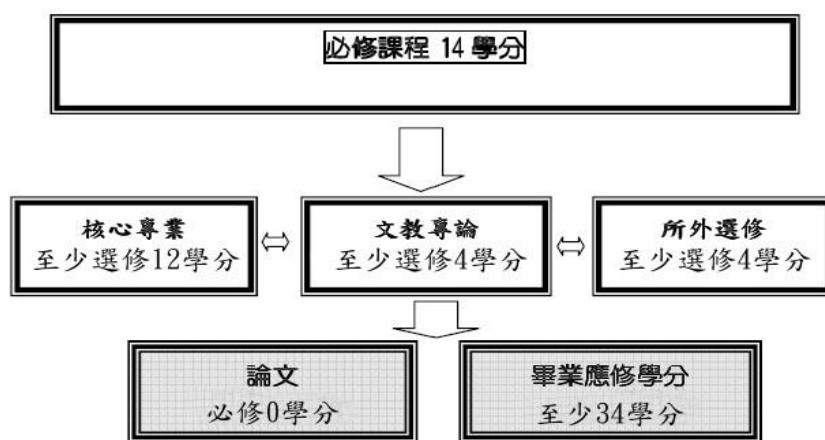 必修課程 14 學分
核心專業
至少選修12學分
文教專論
至少選修4學分
所外選修
至少選修4學分
論文
必修0學分
畢業應修學分
至少34學分